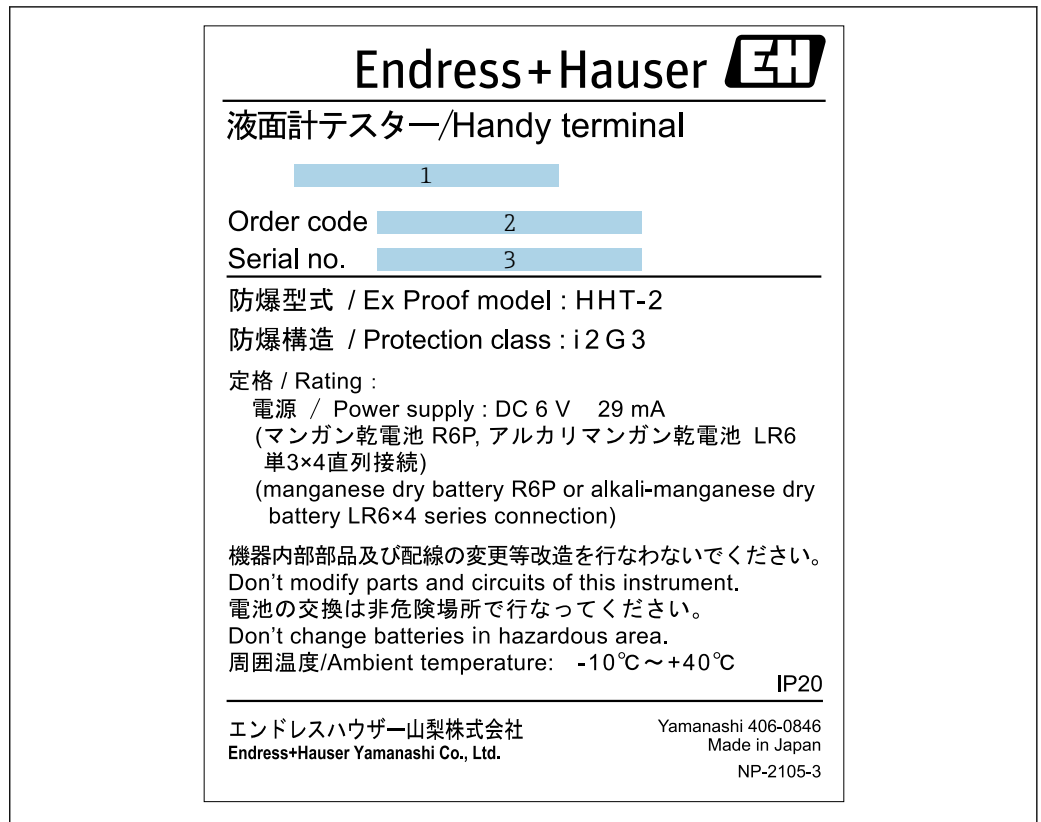 Endress+Hauser EH
液面計テスター/Handy terminal
1
Order code 2
Serial no. 3
防爆型式 / Ex Proof model : HHT-2
防爆構造 / Protection class : i2G3
定格 / Rating :
電源 / Power supply : DC 6 V 29 mA
(マンガン乾電池 R6P, アルカリマンガン乾電池 LR6
単3×4直列接続)
(manganese dry battery R6P or alkali-manganese dry
battery LR6×4 series connection)
機器内部部品及び配線の変更等改造を行なわないでください。
Don't modify parts and circuits of this instrument.
電池の交換は非危険場所で行なってください。
Don't change batteries in hazardous area.
周囲温度/Ambient temperature: -10℃～+40℃
IP20
エンドレスハウザー山梨株式会社
Endress+Hauser Yamanashi Co., Ltd.
Yamanashi 406-0846
Made in Japan
NP-2105-3